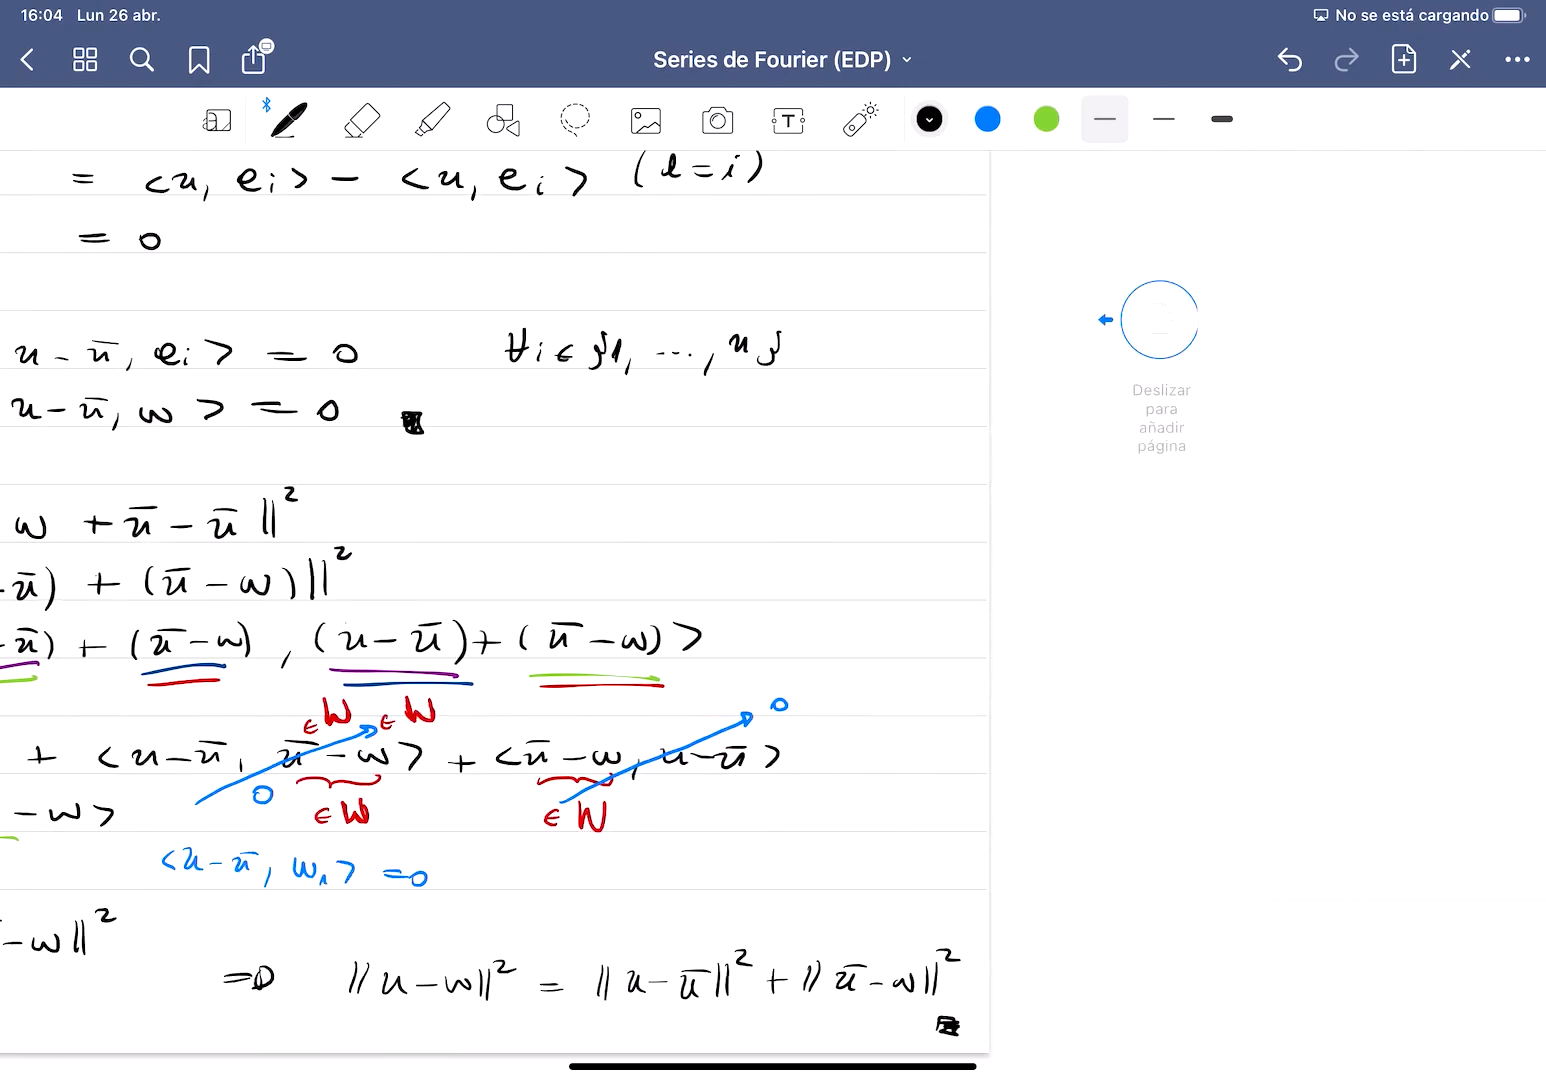 16:04 Lun 26 abr.
No se está cargando
Series de Fourier (EDP)
= <u, eᵢ> - <u, eᵢ> (l=i)
= 0
u - ū, eᵢ> = 0 ∀i ∈ {1, ..., n}
u - ū, w> = 0
w + ū - ū‖²
- ū) + (ū - w)‖²
- ū) + (ū - w), (u - ū) + (ū - w)>
∈ W ∈ W 0
+ <u - ū, ū - w> + <ū - w, u - ū>
0 ∈ W ∈ W
- w>
<u - ū, w₁> = 0
- w‖²
⇒ ‖u - w‖² = ‖u - ū‖² + ‖ū - w‖²
Deslizar
para
añadir
página